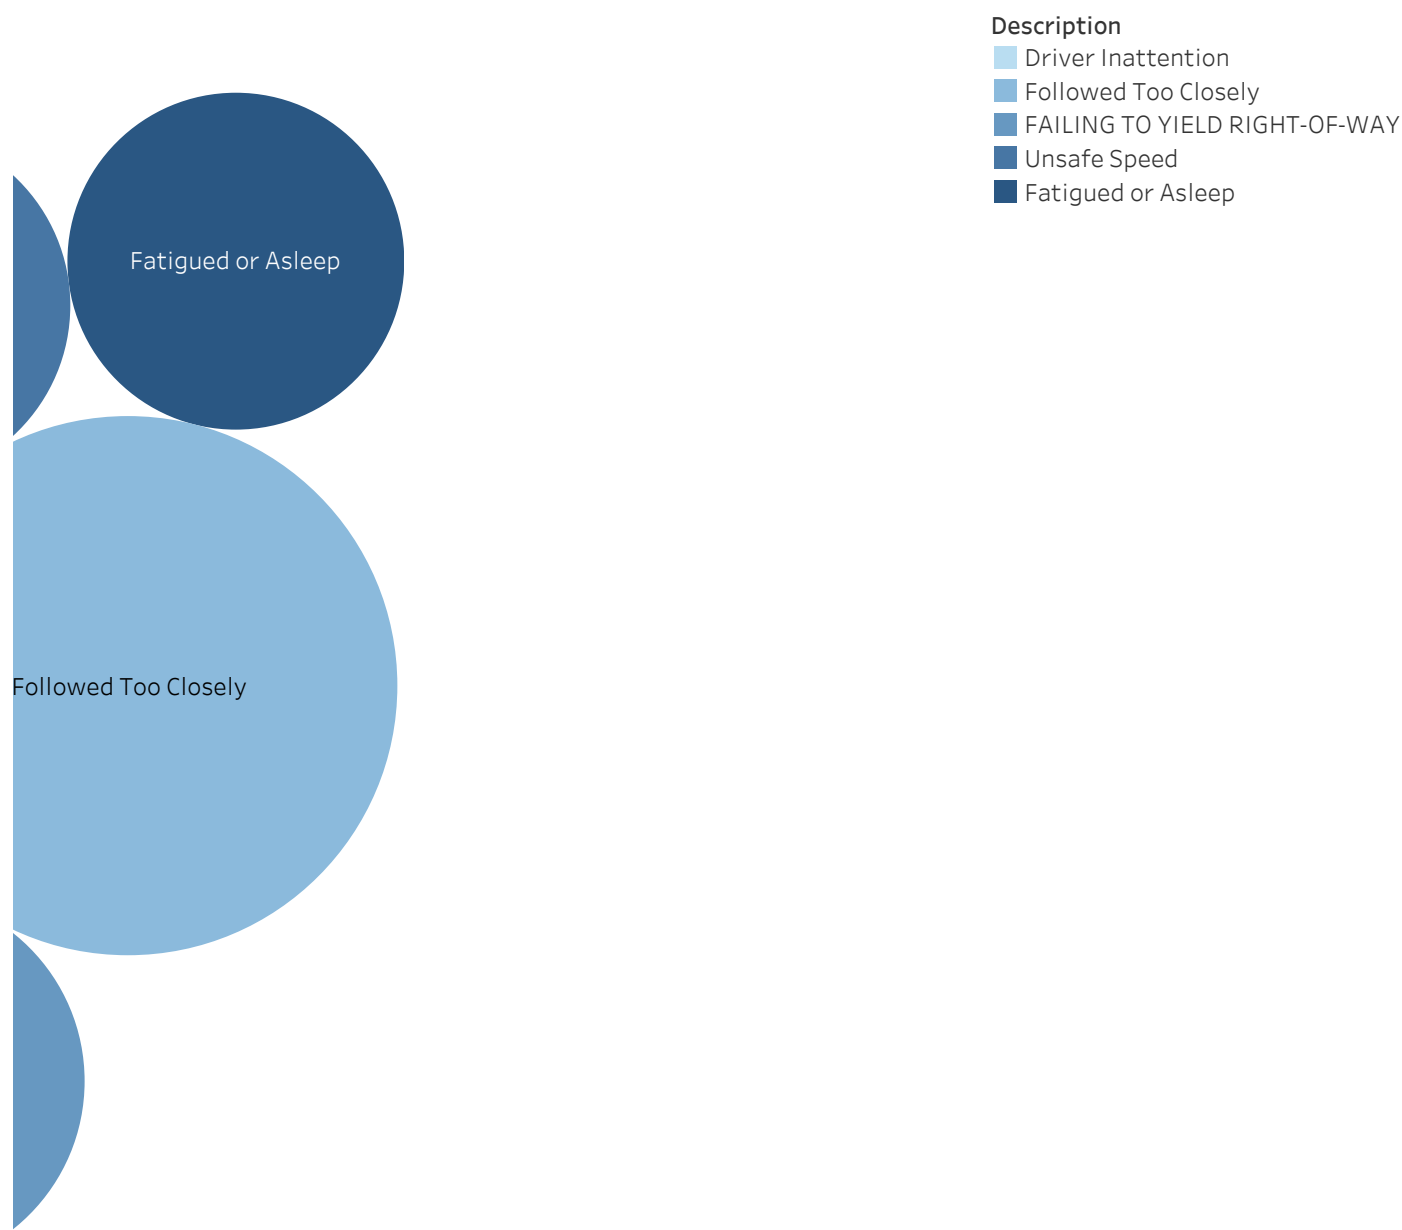 Description
Driver Inattention
Followed Too Closely
FAILING TO YIELD RIGHT-OF-WAY
Unsafe Speed
Fatigued or Asleep
Fatigued or Asleep
Followed Too Closely